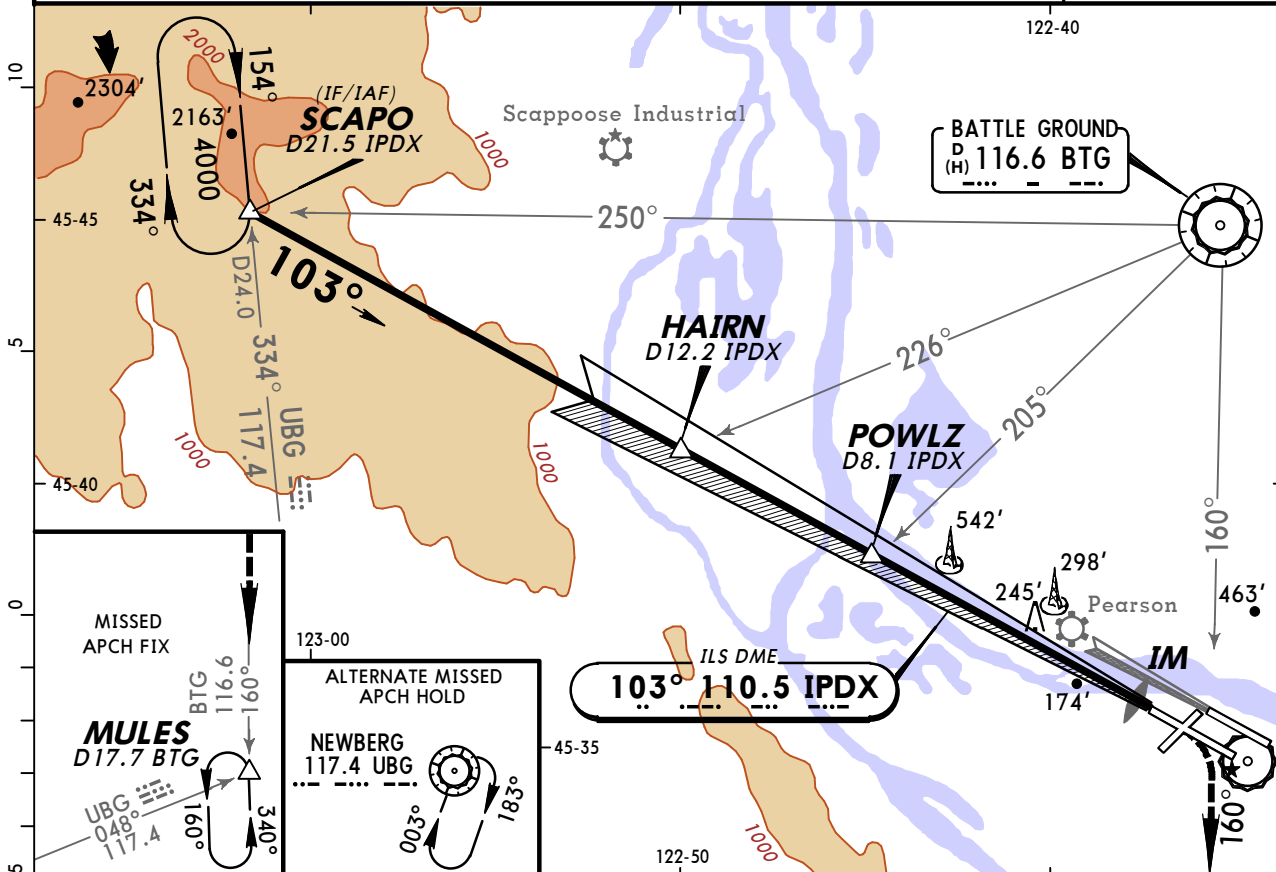 122-40
10
2304'
2000
154°
(IF/IAF)
SCAPO
D21.5 IPDX
2163'
4000
334°
1000
Scappoose Industrial
BATTLE GROUND
D
(H) 116.6 BTG
45-45
250°
103°
D24.0
334° UBG
117.4
HAIRN
D12.2 IPDX
226°
205°
5
POWLZ
D8.1 IPDX
1000
1000
45-40
160°
542'
298'
245'
463'
Pearson
IM
0
MISSED
APCH FIX
123-00
ILS DME
103° 110.5 IPDX
174'
BTG
116.6
160°
MULES
D17.7 BTG
UBG
048°
117.4
160°
340°
ALTERNATE MISSED
APCH HOLD
NEWBERG
117.4 UBG
003°
183°
45-35
160°
122-50
1000
5